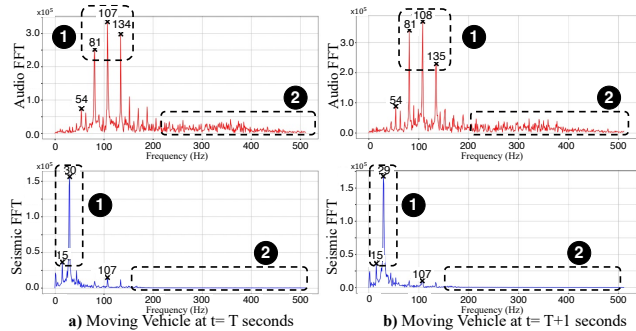 x10⁵ x10⁵
107 108
1 134 81 1
81 135
54 54
2 2
Audio FFT Audio FFT
3.0 2.0 1.0 0.0 3.0 2.0 1.0 0.0
0 100 200 300 400 500 0 100 200 300 400 500
Frequency (Hz) Frequency (Hz)
x10⁵ x10⁵
30 29
1 1
15 107 2 15 107 2
Seismic FFT Seismic FFT
1.5 1.0 0.5 0.0 1.5 1.0 0.5 0.0
0 100 200 300 400 500 0 100 200 300 400 500
Frequency (Hz) Frequency (Hz)
a) Moving Vehicle at t= T seconds b) Moving Vehicle at t= T+1 seconds